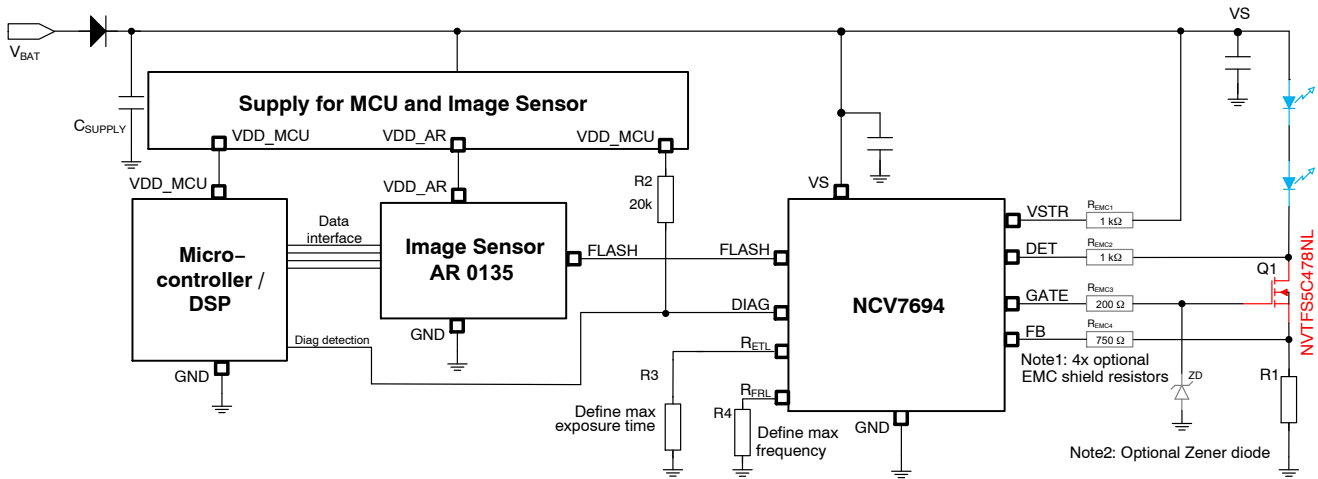 VS
VBAT
CSUPPLY
Supply for MCU and Image Sensor
VDD_MCU
VDD_AR
VDD_MCU
VDD_MCU
VDD_AR
R2
20k
VS
Micro-
controller /
DSP
Data
interface
Image Sensor
AR 0135
FLASH
FLASH
NCV7694
VSTR
REMC1
1 kΩ
DET
REMC2
1 kΩ
GATE
REMC3
200 Ω
FB
REMC4
750 Ω
Q1
NVTFS5C478NL
DIAG
GND
Diag detection
RETL
GND
R3
Define max
exposure time
RFRL
R4
Define max
frequency
GND
Note1: 4x optional
EMC shield resistors
ZD
R1
Note2: Optional Zener diode